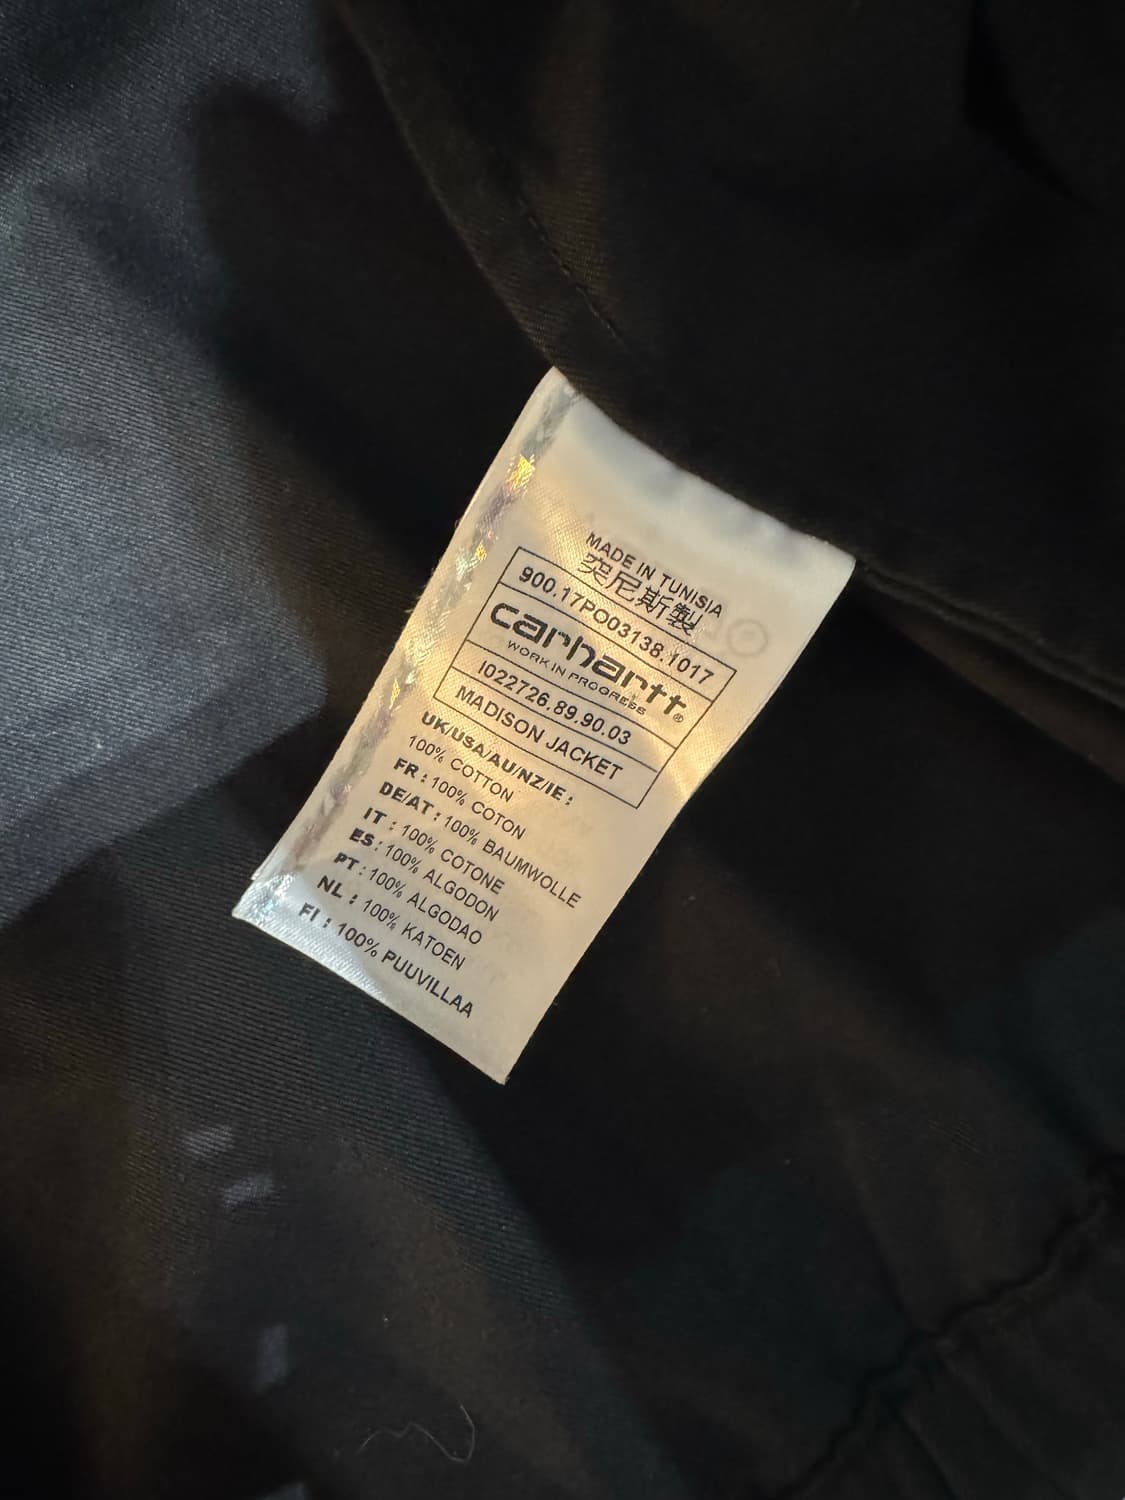 MADE IN TUNISIA
突尼斯製
900.17PO03138.1017
carhartt®
WORK IN PROGRESS
I022726.89.90.03
MADISON JACKET
UK/USA/AU/NZ/IE:
100% COTTON
FR : 100% COTON
DE/AT : 100% BAUMWOLLE
IT : 100% COTONE
ES : 100% ALGODON
PT : 100% ALGODAO
NL : 100% KATOEN
FI : 100% PUUVILLAA